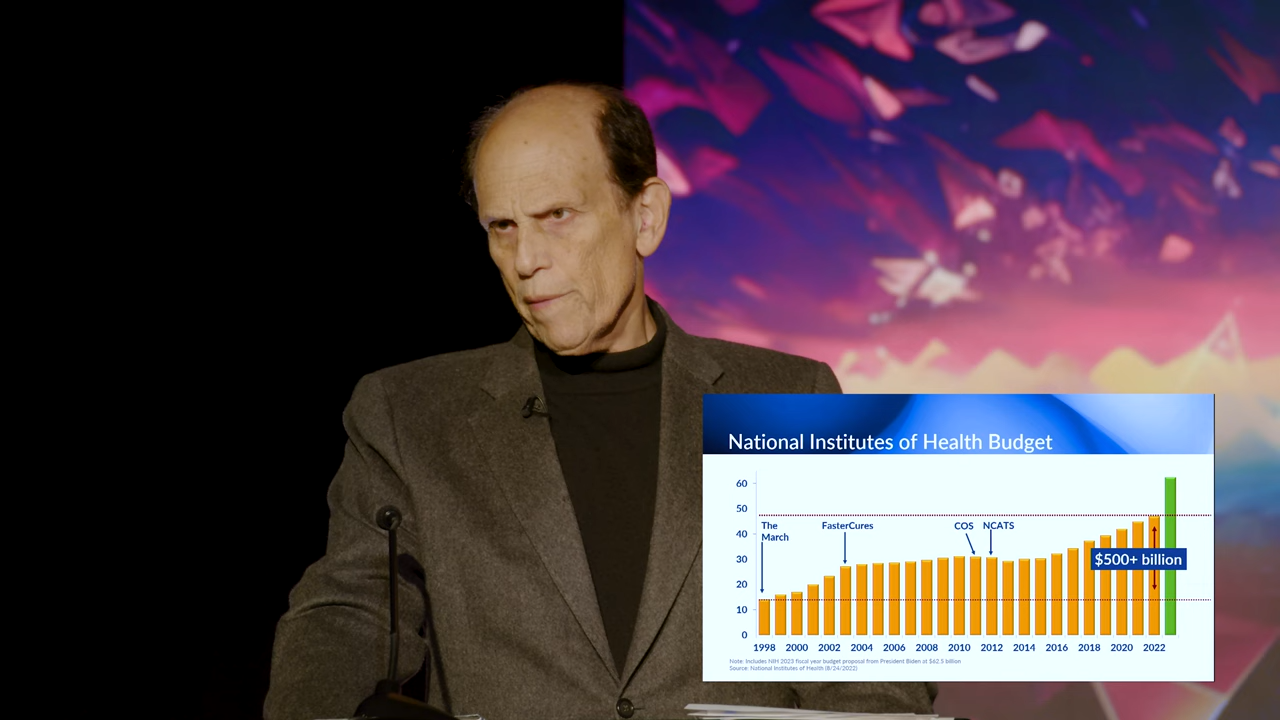 National Institutes of Health Budget
60
50
40
30
20
10
0
The
March
FasterCures
COS
NCATS
$500+ billion
1998 2000 2002 2004 2006 2008 2010 2012 2014 2016 2018 2020 2022
Note: Includes NIH 2023 fiscal year budget proposal from President Biden at $62.5 billion
Source: National Institutes of Health (8/24/2022)